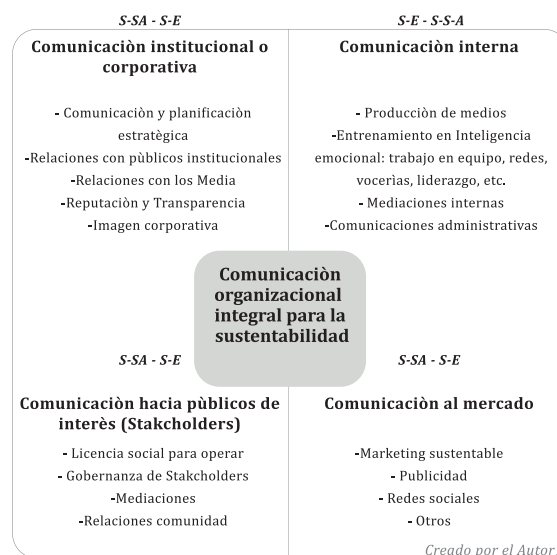 S-SA - S-E
Comunicaciòn institucional o
corporativa
- Comunicaciòn y planificaciòn
estratègica
-Relaciones con pùblicos institucionales
-Relaciones con los Media
-Reputaciòn y Transparencia
-Imagen corporativa
S-E - S-S-A
Comunicaciòn interna
- Producciòn de medios
-Entrenamiento en Inteligencia
emocional: trabajo en equipo, redes,
vocerìas, liderazgo, etc.
- Mediaciones internas
-Comunicaciones administrativas
Comunicaciòn
organizacional
integral para la
sustentabilidad
S-SA - S-E
Comunicaciòn hacia pùblicos de
interès (Stakcholders)
- Licencia social para operar
- Gobernanza de Stakcholders
-Mediaciones
-Relaciones comunidad
S-SA - S-E
Comunicaciòn al mercado
-Marketing sustentable
- Publicidad
- Redes sociales
- Otros
Creado por el Autor.